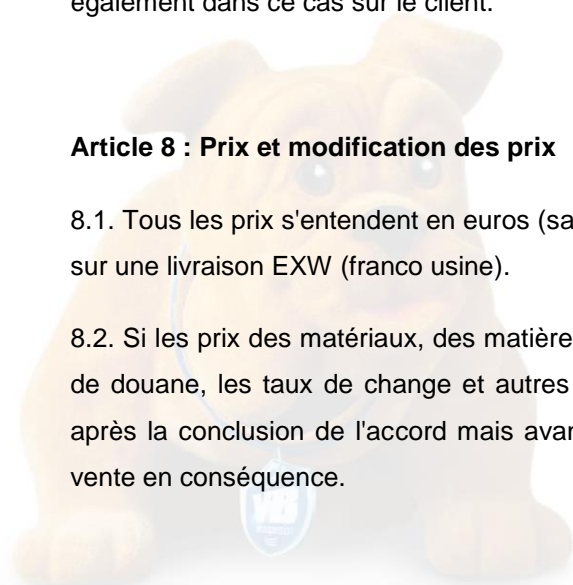 également dans ce cas sur le client.
Article 8 : Prix et modification des prix
8.1. Tous les prix s'entendent en euros (sa
sur une livraison EXW (franco usine).
8.2. Si les prix des matériaux, des matière
de douane, les taux de change et autres
après la conclusion de l'accord mais avan
vente en conséquence.